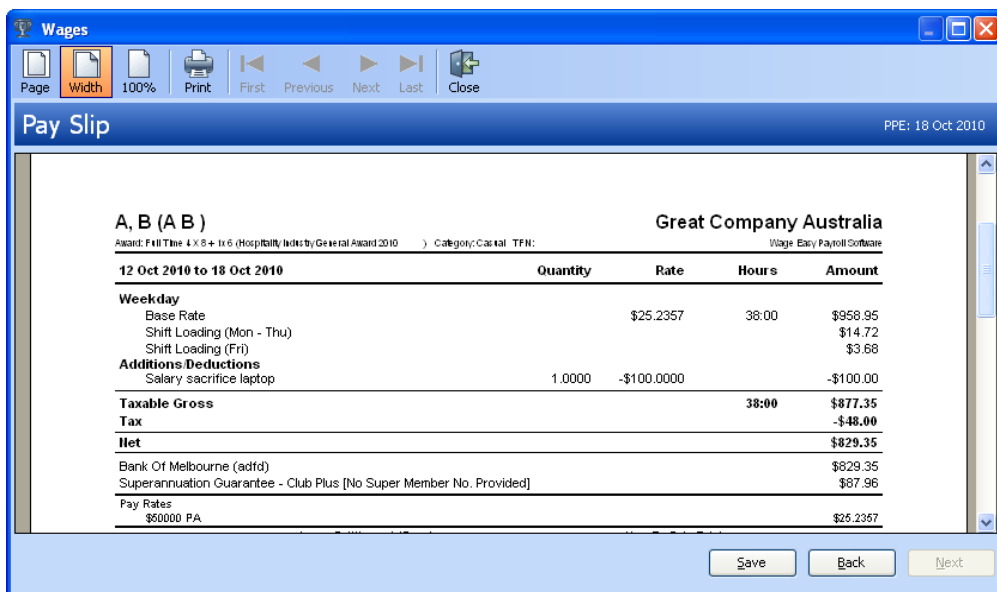 Wages
Page Width 100% Print First Previous Next Last Close
Pay Slip PPE: 18 Oct 2010
A, B (A B ) Great Company Australia
Award: Full Time 4 X 8 + 1x 6 (Hospitality Industry General Award 2010 ) Category: Casual TFN: Wage Easy Payroll Software
12 Oct 2010 to 18 Oct 2010 Quantity Rate Hours Amount
Weekday
Base Rate $25.2357 38:00 $958.95
Shift Loading (Mon - Thu) $14.72
Shift Loading (Fri) $3.68
Additions/Deductions
Salary sacrifice laptop 1.0000 -$100.0000 -$100.00
Taxable Gross 38:00 $877.35
Tax -$48.00
Net $829.35
Bank Of Melbourne (adfd) $829.35
Superannuation Guarantee - Club Plus [No Super Member No. Provided] $87.96
Pay Rates
$50000 PA $25.2357
Save Back Next